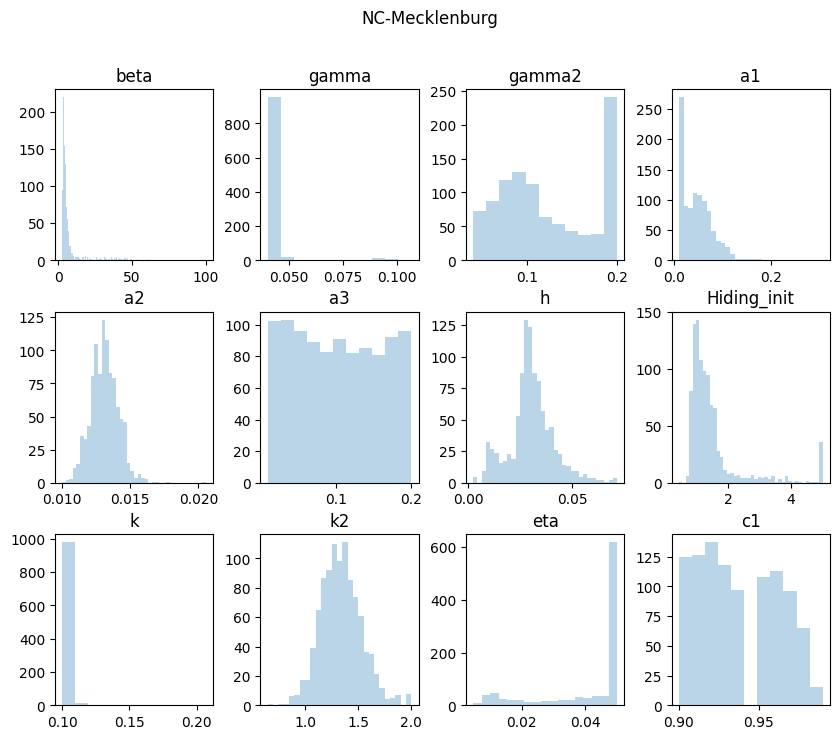 NC-Mecklenburg
beta gamma gamma2 a1
200 150 100 50 0
0 50 100
800 600 400 200 0
0.050 0.075 0.100
250 200 150 100 50 0
0.1 0.2
250 200 150 100 50 0
0.0 0.2
a2 a3 h Hiding_init
125 100 75 50 25 0
0.010 0.015 0.020
100 80 60 40 20 0
0.1 0.2
125 100 75 50 25 0
0.00 0.05
150 100 50 0
2 4
k k2 eta c1
1000 800 600 400 200 0
0.10 0.15 0.20
100 80 60 40 20 0
1.0 1.5 2.0
600 400 200 0
0.02 0.04
125 100 75 50 25 0
0.90 0.95